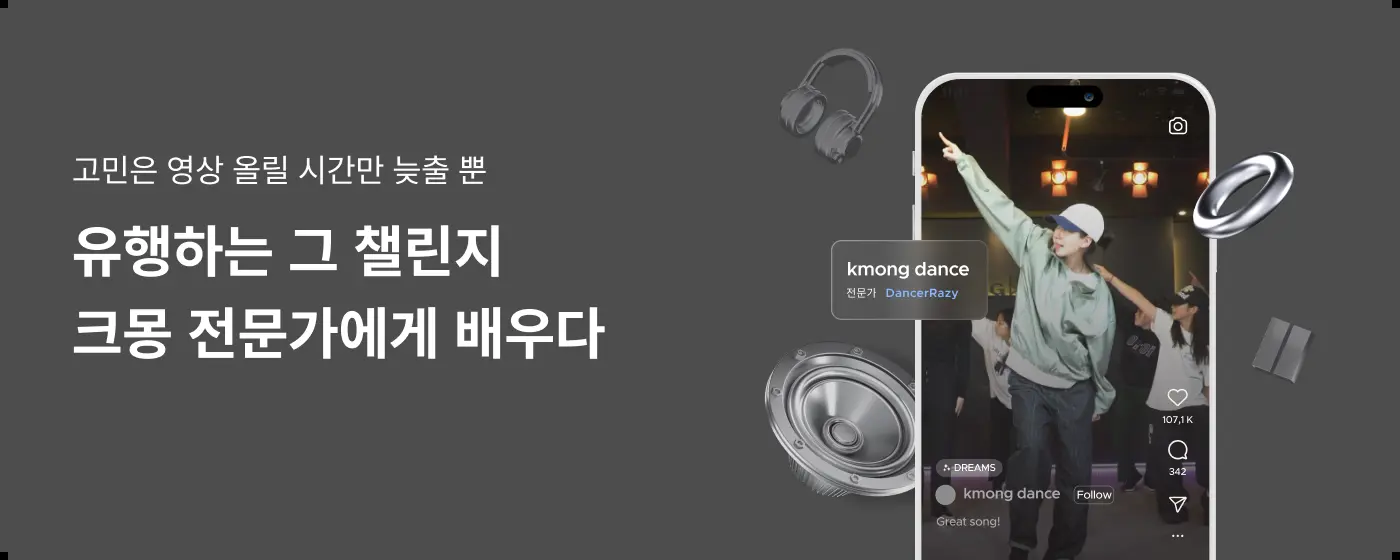 고민은 영상 올릴 시간만 늦출 뿐
유행하는 그 챌린지
크몽 전문가에게 배우다
kmong dance
전문가 DancerRazy
107,1 K
342
DREAMS
kmong dance Follow
Great song!